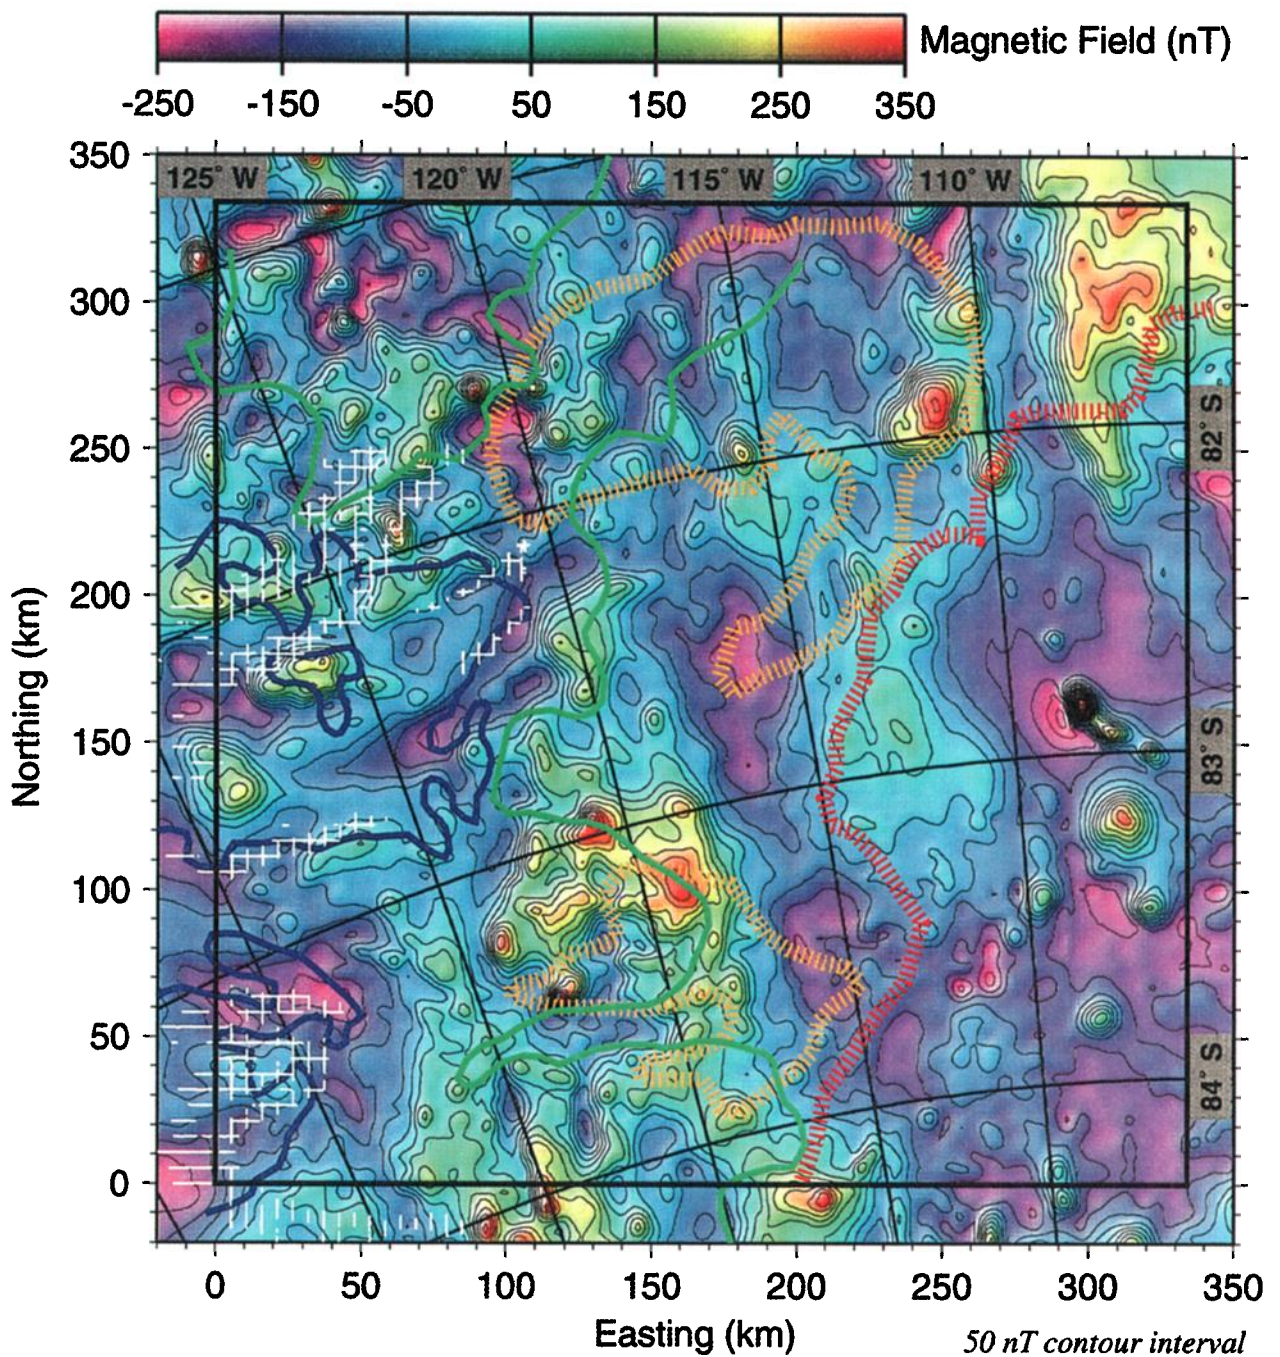 Magnetic Field (nT)
-250 -150 -50 50 150 250 350
350
300
250
200
150
100
50
0
Northing (km)
125° W 120° W 115° W 110° W
82° S
83° S
84° S
0 50 100 150 200 250 300 350
Easting (km)
50 nT contour interval